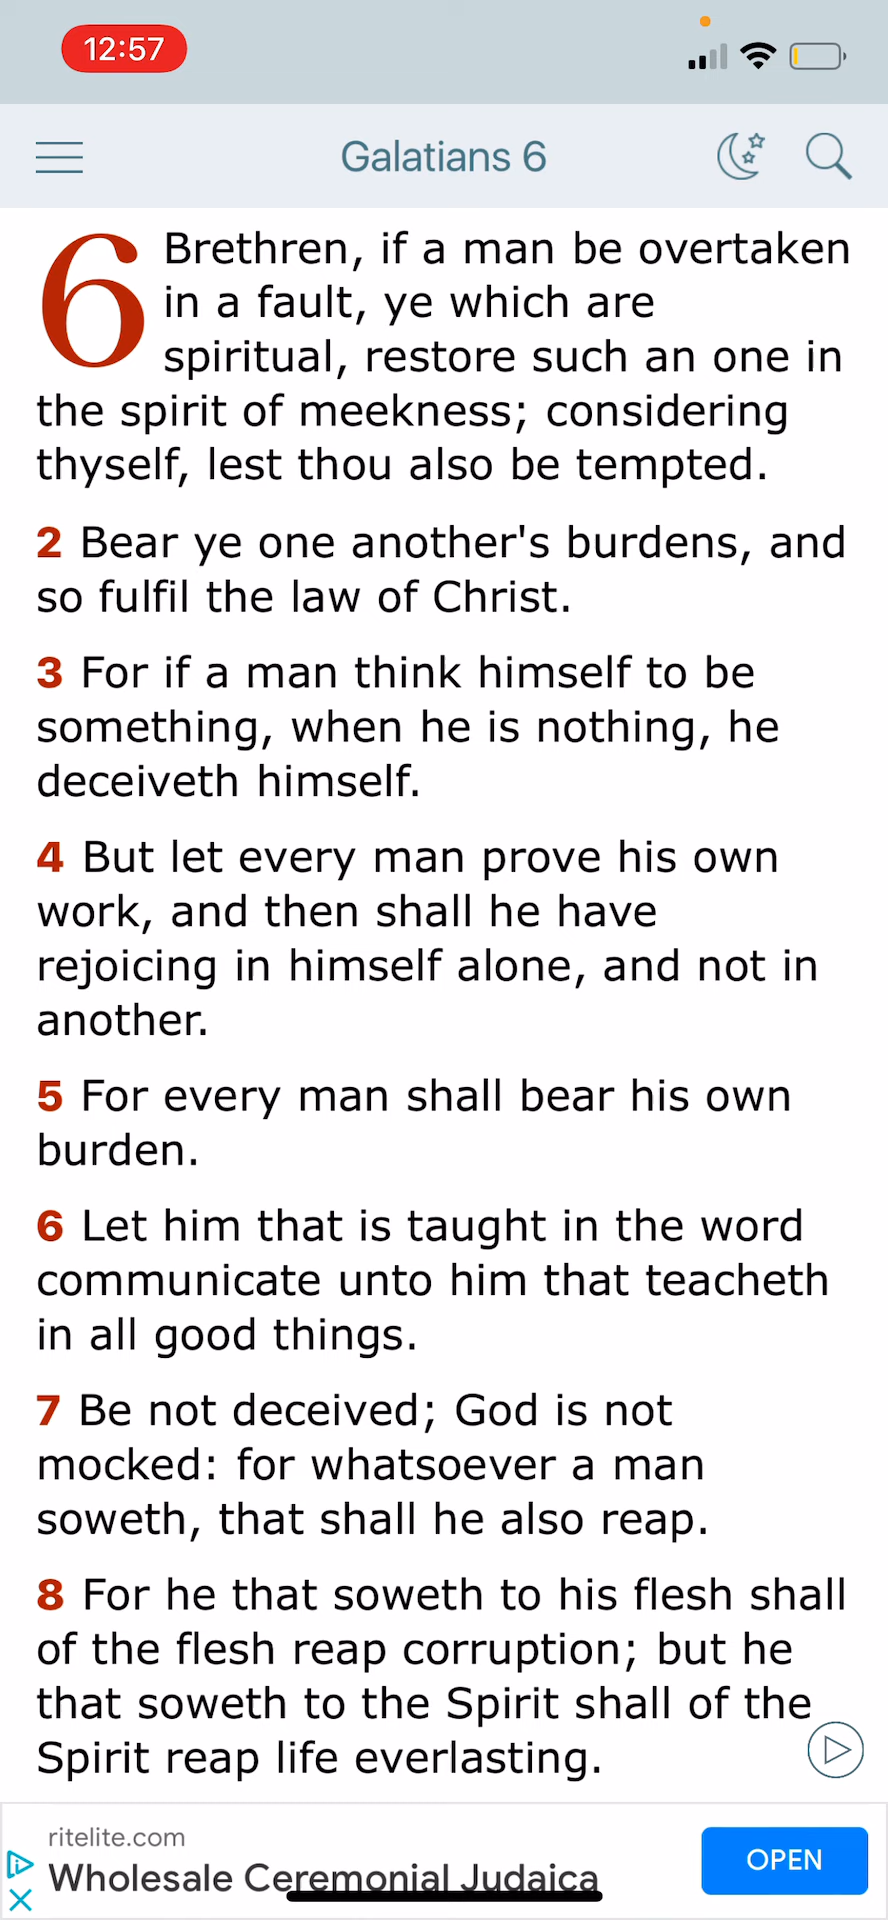 12:57
Galatians 6
6 Brethren, if a man be overtaken
in a fault, ye which are
spiritual, restore such an one in
the spirit of meekness; considering
thyself, lest thou also be tempted.
2 Bear ye one another's burdens, and
so fulfil the law of Christ.
3 For if a man think himself to be
something, when he is nothing, he
deceiveth himself.
4 But let every man prove his own
work, and then shall he have
rejoicing in himself alone, and not in
another.
5 For every man shall bear his own
burden.
6 Let him that is taught in the word
communicate unto him that teacheth
in all good things.
7 Be not deceived; God is not
mocked: for whatsoever a man
soweth, that shall he also reap.
8 For he that soweth to his flesh shall
of the flesh reap corruption; but he
that soweth to the Spirit shall of the
Spirit reap life everlasting.
ritelite.com
Wholesale Ceremonial Judaica
OPEN